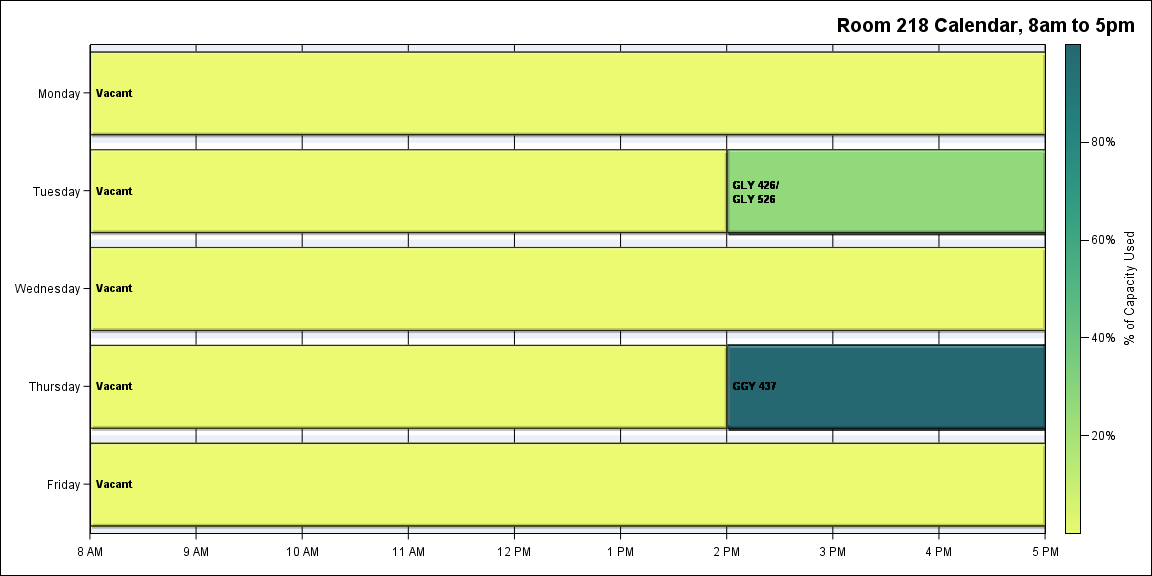 Room 218 Calendar, 8am to 5pm
Monday
Vacant
Tuesday
Vacant
GLY 426/
GLY 526
Wednesday
Vacant
Thursday
Vacant
GGY 437
Friday
Vacant
8 AM
9 AM
10 AM
11 AM
12 PM
1 PM
2 PM
3 PM
4 PM
5 PM
80%
60%
40%
20%
% of Capacity Used